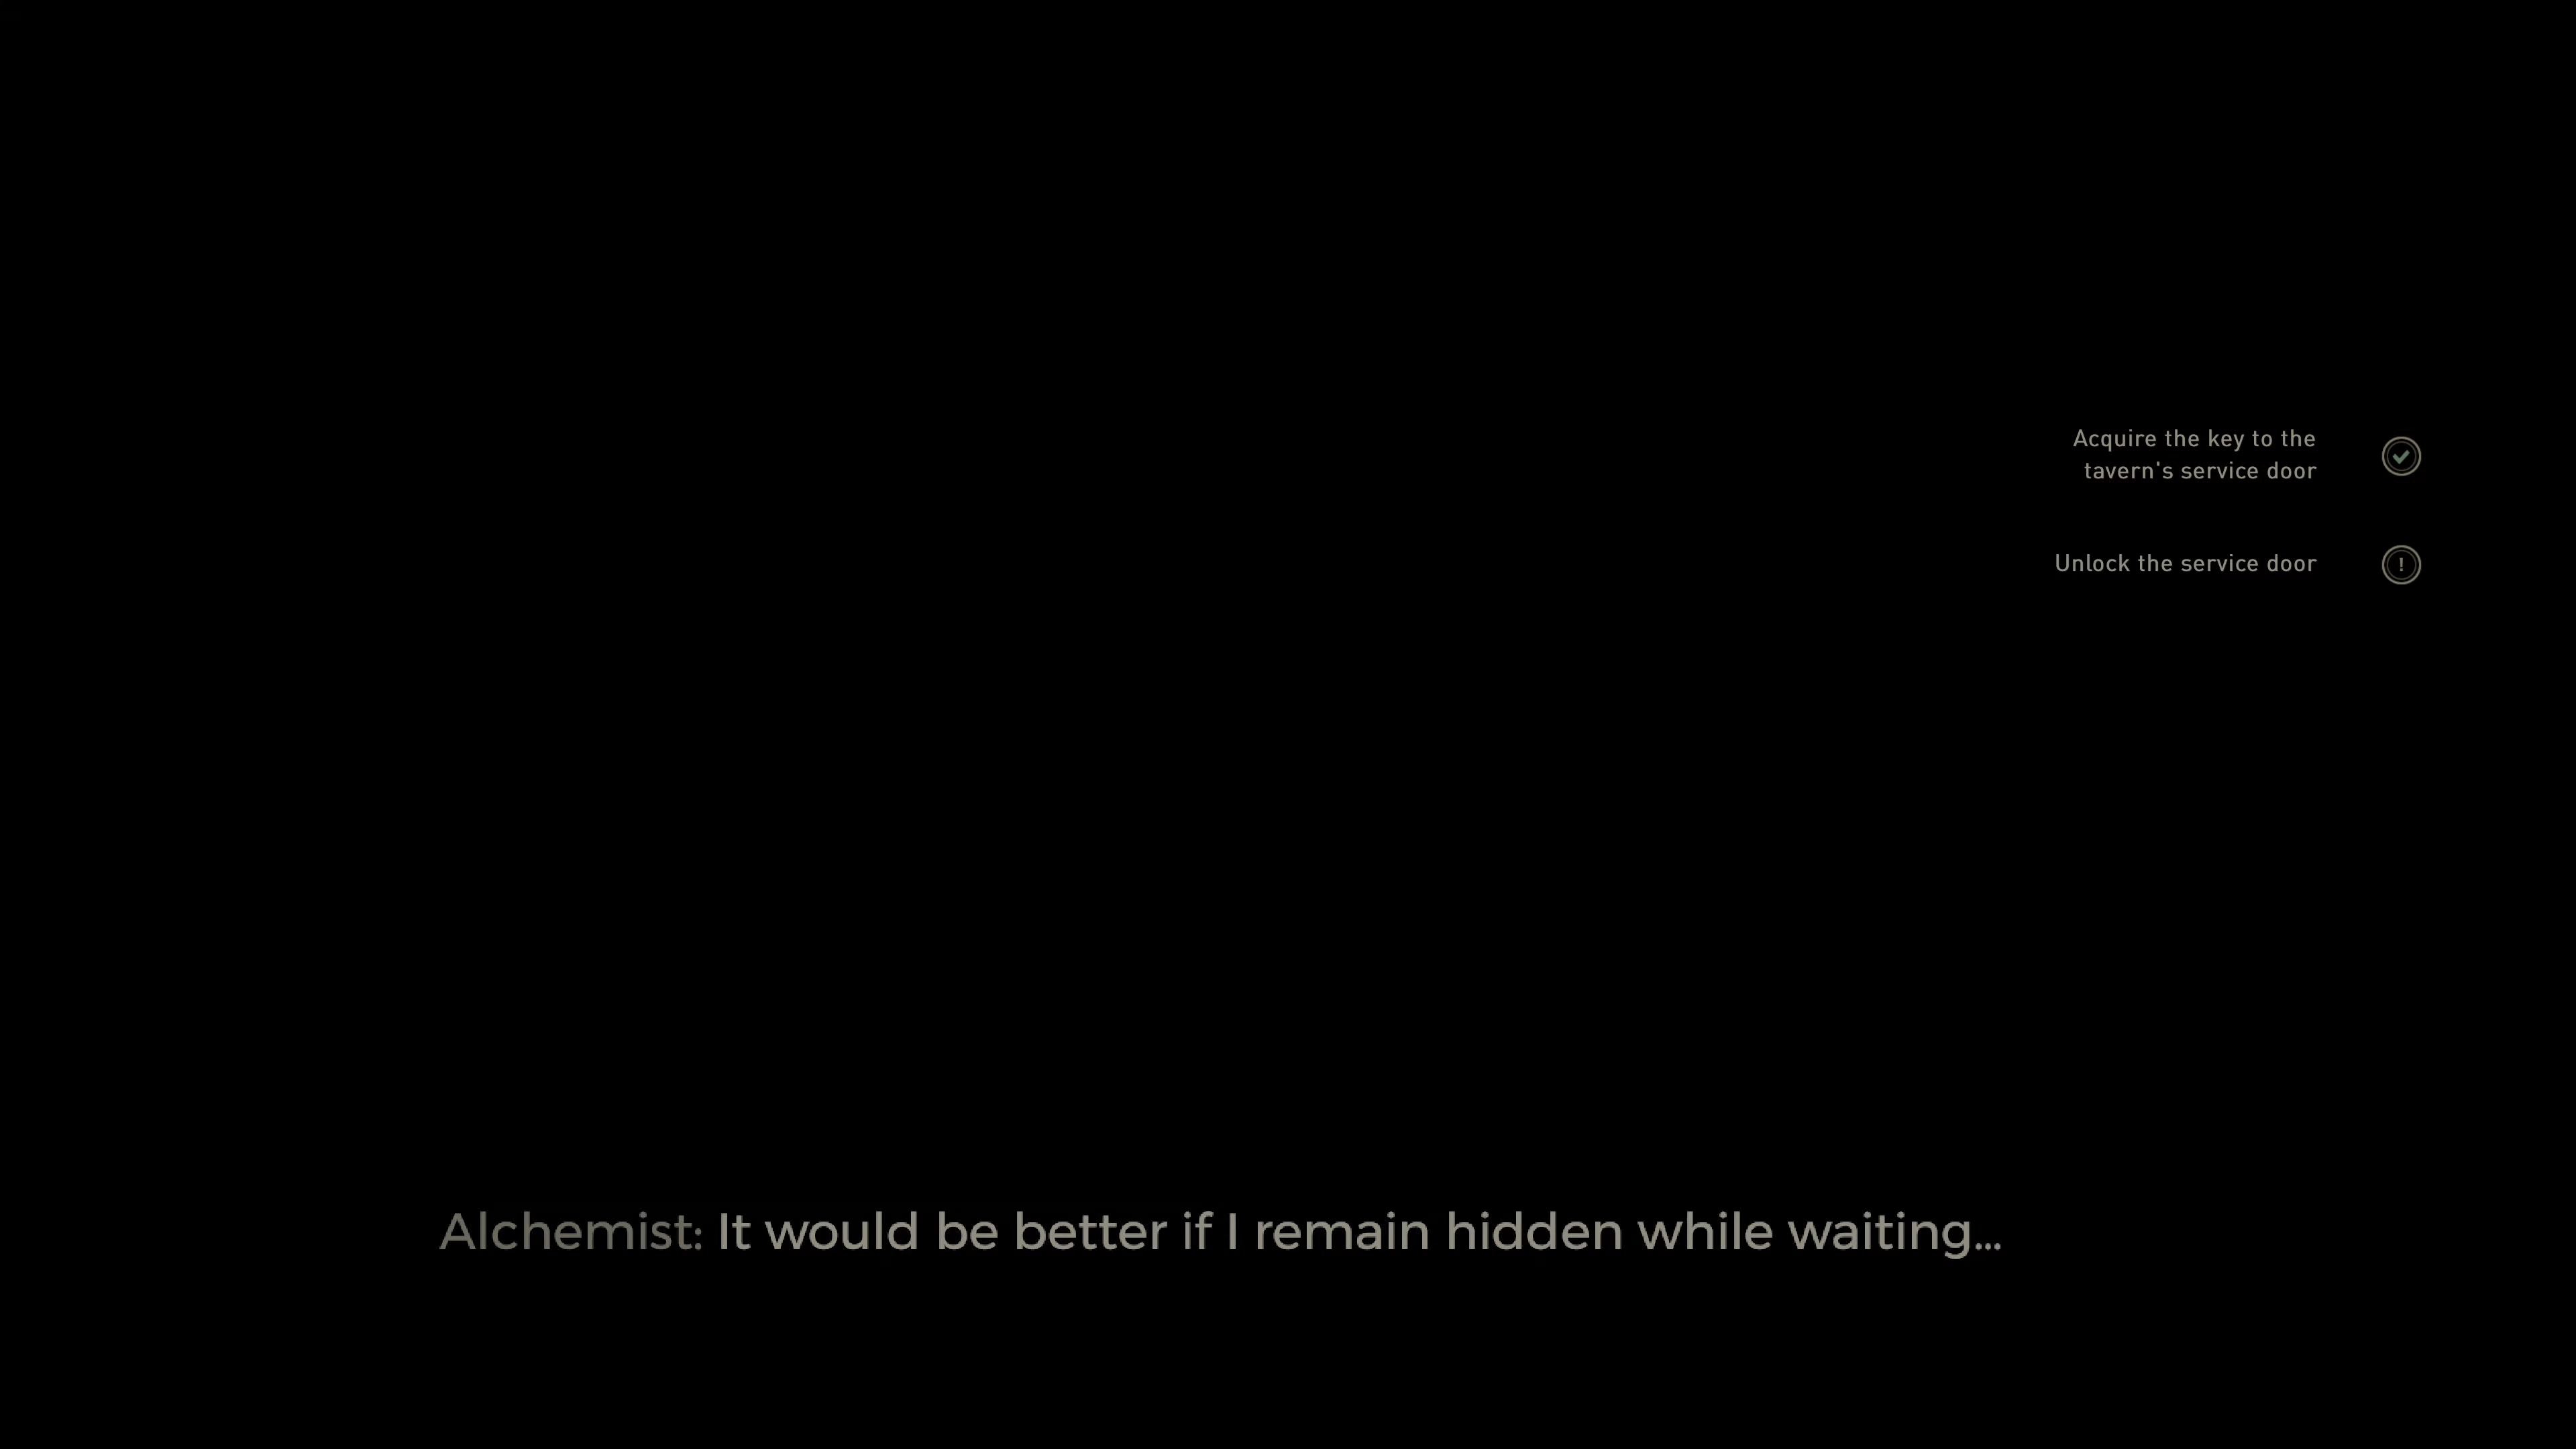 Acquire the key to the
tavern's service door
Unlock the service door
Alchemist: It would be better if I remain hidden while waiting...